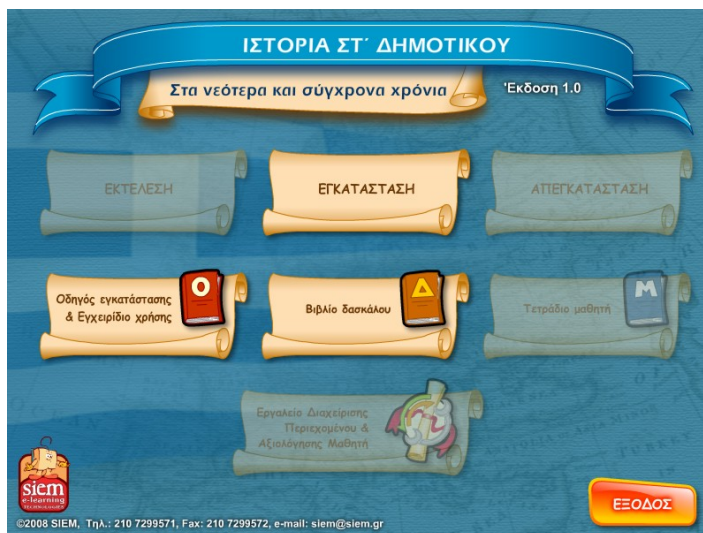 ΙΣΤΟΡΙΑ ΣΤ΄ ΔΗΜΟΤΙΚΟΥ
Στα νεότερα και σύγχρονα χρόνια
Έκδοση 1.0
ΕΚΤΕΛΕΣΗ
ΕΓΚΑΤΑΣΤΑΣΗ
ΑΠΕΓΚΑΤΑΣΤΑΣΗ
Οδηγός εγκατάστασης
& Εγχειρίδιο χρήσης
Ο
Βιβλίο δασκάλου
Δ
Τετράδιο μαθητή
Μ
Εργαλείο Διαχείρισης
Περιεχομένου &
Αξιολόγησης Μαθητή
siem
e-learning
ΕΞΟΔΟΣ
©2008 SIEM, Τηλ.: 210 7299571, Fax: 210 7299572, e-mail: siem@siem.gr